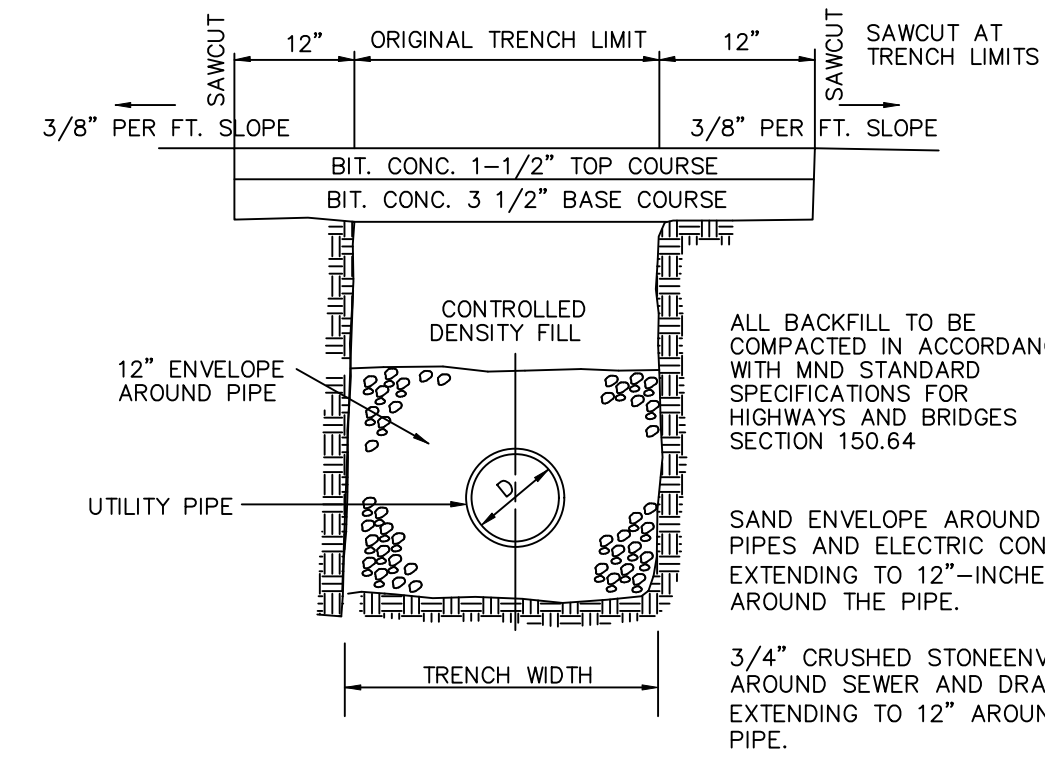 SAWCUT
12”
ORIGINAL TRENCH LIMIT
12”
SAWCUT
SAWCUT AT
TRENCH LIMITS
3/8” PER FT. SLOPE
3/8” PER FT. SLOPE
BIT. CONC. 1-1/2” TOP COURSE
BIT. CONC. 3 1/2” BASE COURSE
CONTROLLED
DENSITY FILL
12” ENVELOPE
AROUND PIPE
UTILITY PIPE
D
TRENCH WIDTH
ALL BACKFILL TO BE
COMPACTED IN ACCORDAN
WITH MND STANDARD
SPECIFICATIONS FOR
HIGHWAYS AND BRIDGES
SECTION 150.64
SAND ENVELOPE AROUND
PIPES AND ELECTRIC CON
EXTENDING TO 12”-INCHE
AROUND THE PIPE.
3/4” CRUSHED STONEENV
AROUND SEWER AND DRA
EXTENDING TO 12” AROUN
PIPE.